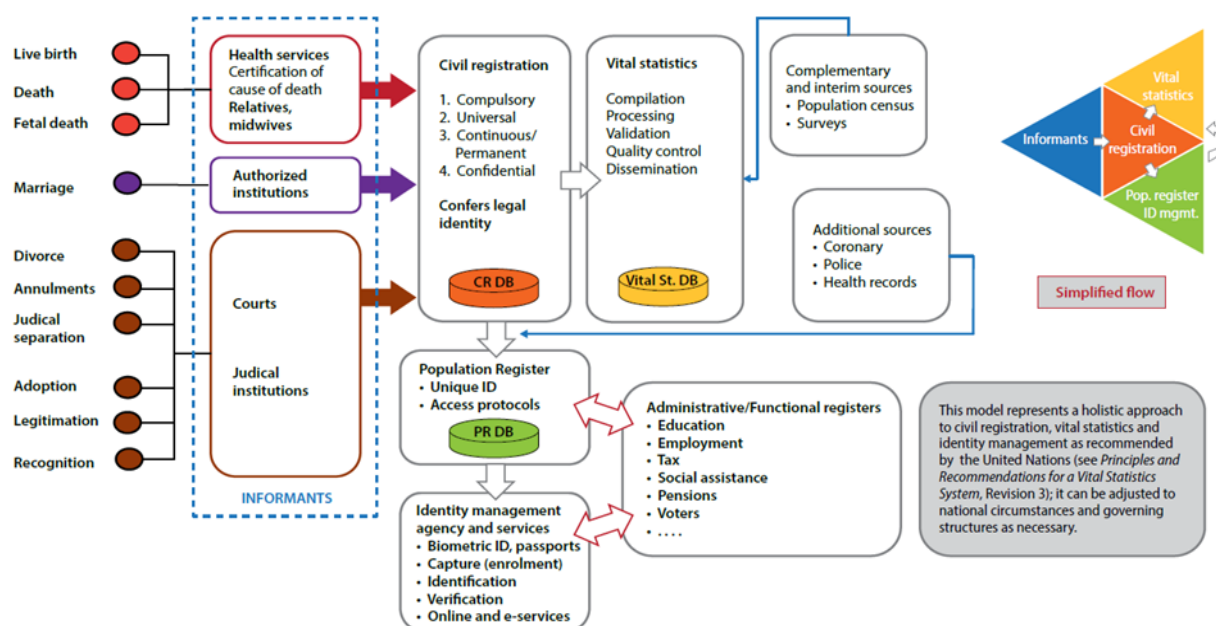 Live birth
Death
Fetal death
Marriage
Divorce
Annulments
Judical
separation
Adoption
Legitimation
Recognition
Health services
Certification of
cause of death
Relatives,
midwives
Authorized
institutions
Courts
Judical
institutions
INFORMANTS
Civil registration
1. Compulsory
2. Universal
3. Continuous/
Permanent
4. Confidential
Confers legal
identity
CR DB
Vital statistics
Compilation
Processing
Validation
Quality control
Dissemination
Vital St. DB
Complementary
and interim sources
• Population census
• Surveys
Additional sources
• Coronary
• Police
• Health records
Population Register
• Unique ID
• Access protocols
PR DB
Identity management
agency and services
• Biometric ID, passports
• Capture (enrolment)
• Identification
• Verification
• Online and e-services
Administrative/Functional registers
• Education
• Employment
• Tax
• Social assistance
• Pensions
• Voters
• . . . .
Vital
statistics
Informants
Civil
registration
Pop. register
ID mgmt.
Simplified flow
This model represents a holistic approach
to civil registration, vital statistics and
identity management as recommended
by the United Nations (see Principles and
Recommendations for a Vital Statistics
System, Revision 3); it can be adjusted to
national circumstances and governing
structures as necessary.